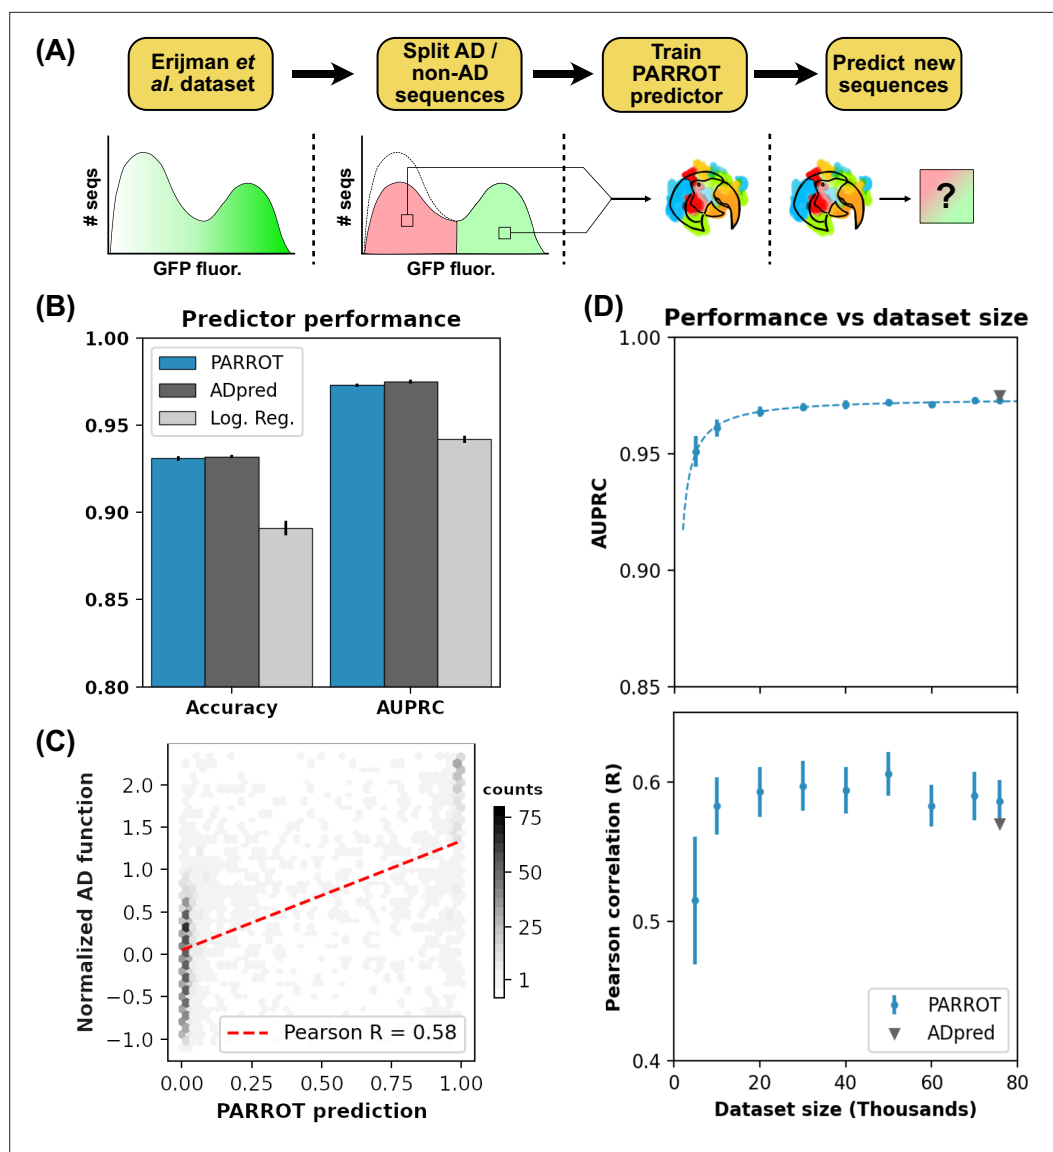 (A)
Erijman et
al. dataset
Split AD /
non-AD
sequences
Train
PARROT
predictor
Predict new
sequences
# seqs
GFP fluor.
# seqs
GFP fluor.
?
(B)
Predictor performance
1.00
0.95
0.90
0.85
0.80
PARROT
ADpred
Log. Reg.
Accuracy
AUPRC
(C)
Normalized AD function
2.0
1.5
1.0
0.5
0.0
−0.5
−1.0
Pearson R = 0.58
0.00
0.25
0.50
0.75
1.00
PARROT prediction
counts
75
50
25
1
(D)
Performance vs dataset size
1.00
0.95
0.90
0.85
AUPRC
0.6
0.5
0.4
Pearson correlation (R)
PARROT
ADpred
0
20
40
60
80
Dataset size (Thousands)